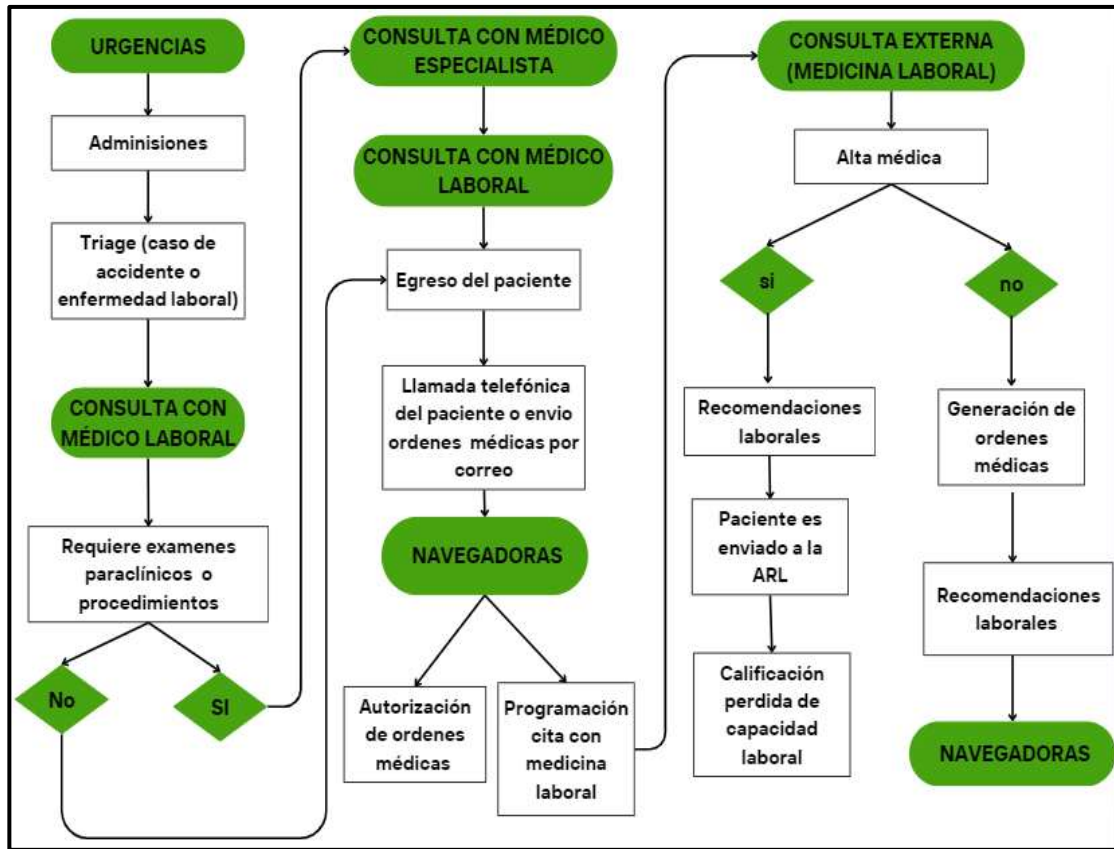 URGENCIAS
Adminisiones
Triage (caso de
accidente o
enfermedad laboral)
CONSULTA CON
MÉDICO LABORAL
Requiere examenes
paraclínicos o
procedimientos
No
SI
CONSULTA CON MÉDICO
ESPECIALISTA
CONSULTA CON MÉDICO
LABORAL
Egreso del paciente
Llamada telefónica
del paciente o envio
ordenes médicas por
correo
NAVEGADORAS
Autorización
de ordenes
médicas
Programación
cita con
medicina
laboral
CONSULTA EXTERNA
(MEDICINA LABORAL)
Alta médica
si
no
Recomendaciones
laborales
Paciente es
enviado a la
ARL
Calificación
perdida de
capacidad
laboral
Generación de
ordenes
médicas
Recomendaciones
laborales
NAVEGADORAS